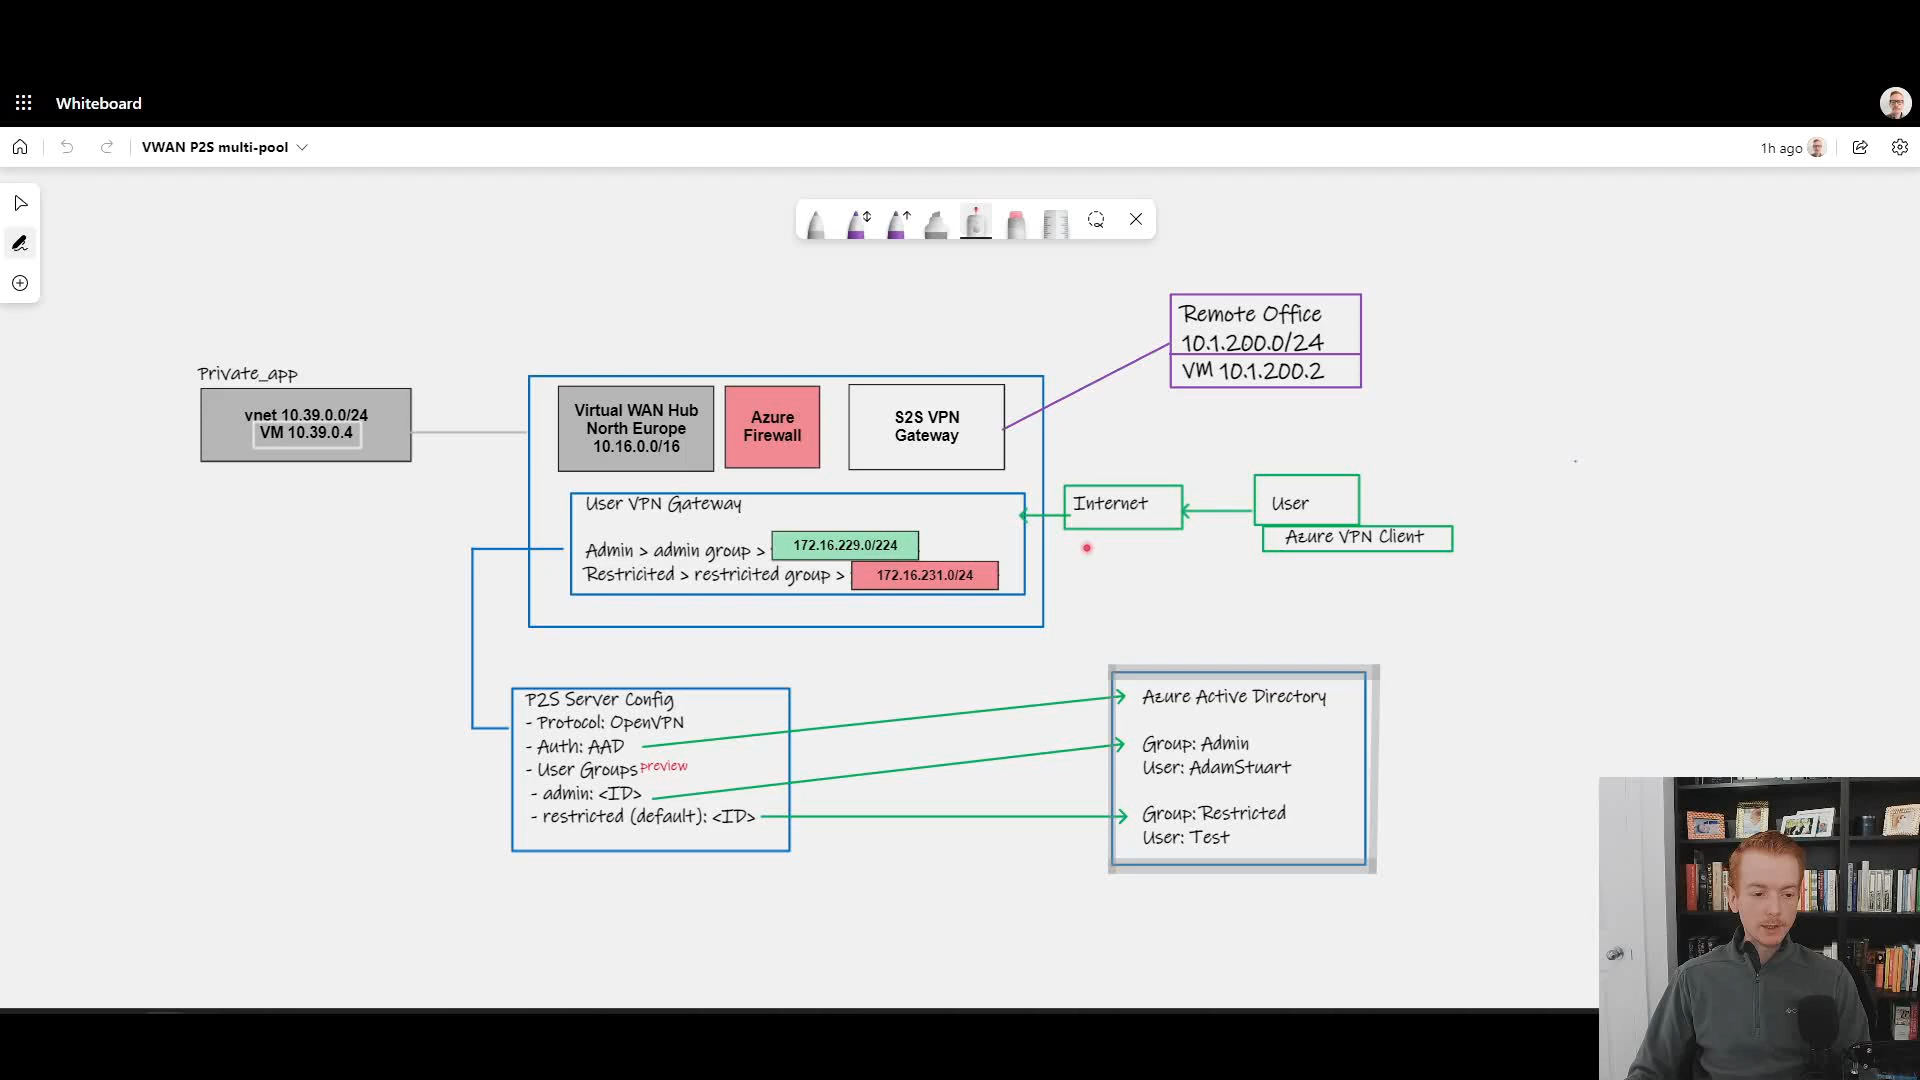 Whiteboard
VWAN P2S multi-pool
1h ago
Remote Office
10.1.200.0/24
VM 10.1.200.2
Private_app
vnet 10.39.0.0/24
VM 10.39.0.4
Virtual WAN Hub
North Europe
10.16.0.0/16
Azure
Firewall
S2S VPN
Gateway
User VPN Gateway
Admin > admin group >
172.16.229.0/224
Restricited > restricited group >
172.16.231.0/24
Internet
User
Azure VPN Client
P2S Server Config
- Protocol: OpenVPN
- Auth: AAD
- User Groups preview
- admin: <ID>
- restricted (default): <ID>
Azure Active Directory
Group: Admin
User: AdamStuart
Group: Restricted
User: Test